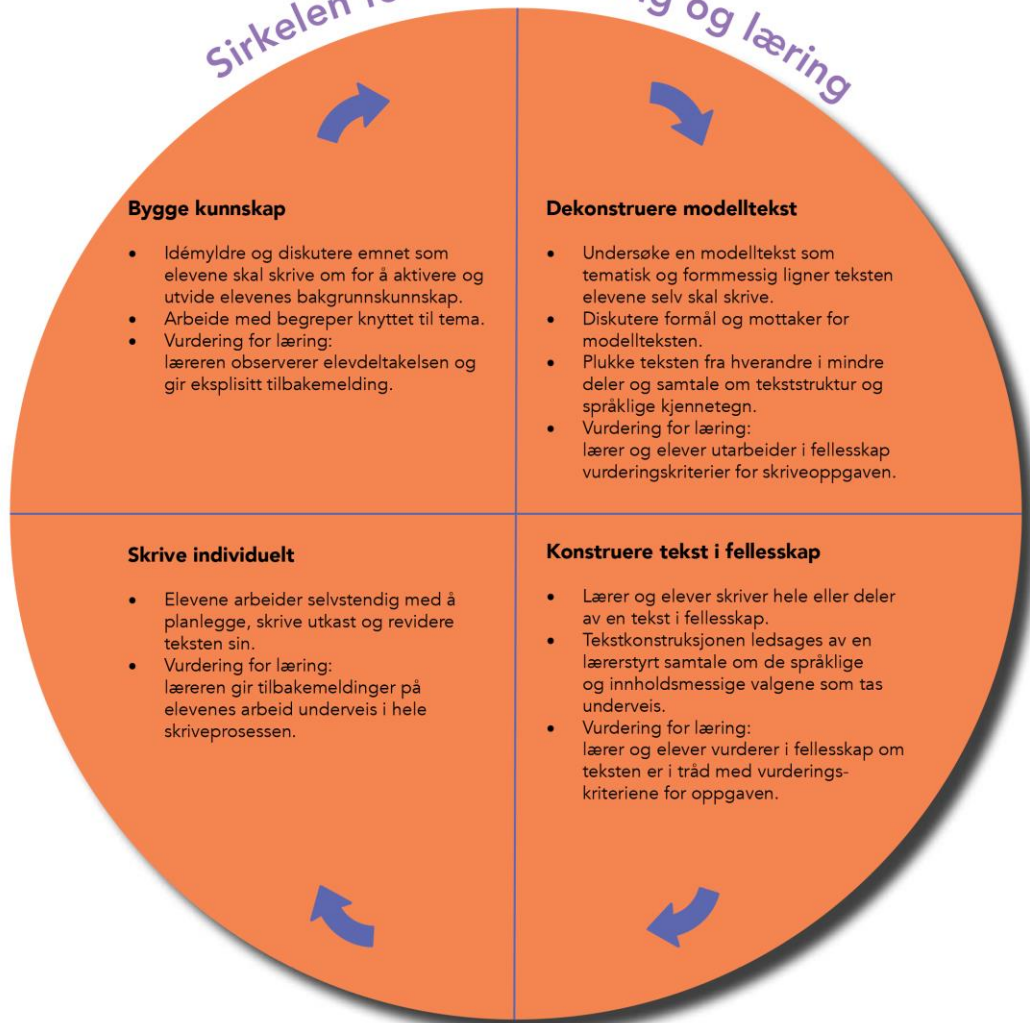 Sirkelen
og læring
Bygge kunnskap
• Idémyldre og diskutere emnet som
elevene skal skrive om for å aktivere og
utvide elevenes bakgrunnskunnskap.
• Arbeide med begreper knyttet til tema.
• Vurdering for læring:
læreren observerer elevdeltakelsen og
gir eksplisitt tilbakemelding.
Dekonstruere modelltekst
• Undersøke en modelltekst som
tematisk og formmessig ligner teksten
elevene selv skal skrive.
• Diskutere formål og mottaker for
modellteksten.
• Plukke teksten fra hverandre i mindre
deler og samtale om tekststruktur og
språklige kjennetegn.
• Vurdering for læring:
lærer og elever utarbeider i fellesskap
vurderingskriterier for skriveoppgaven.
Skrive individuelt
• Elevene arbeider selvstendig med å
planlegge, skrive utkast og revidere
teksten sin.
• Vurdering for læring:
læreren gir tilbakemeldinger på
elevenes arbeid underveis i hele
skriveprosessen.
Konstruere tekst i fellesskap
• Lærer og elever skriver hele eller deler
av en tekst i fellesskap.
• Tekstkonstruksjonen ledsages av en
lærerstyrt samtale om de språklige
og innholdsmessige valgene som tas
underveis.
• Vurdering for læring:
lærer og elever vurderer i fellesskap om
teksten er i tråd med vurderings-
kriteriene for oppgaven.